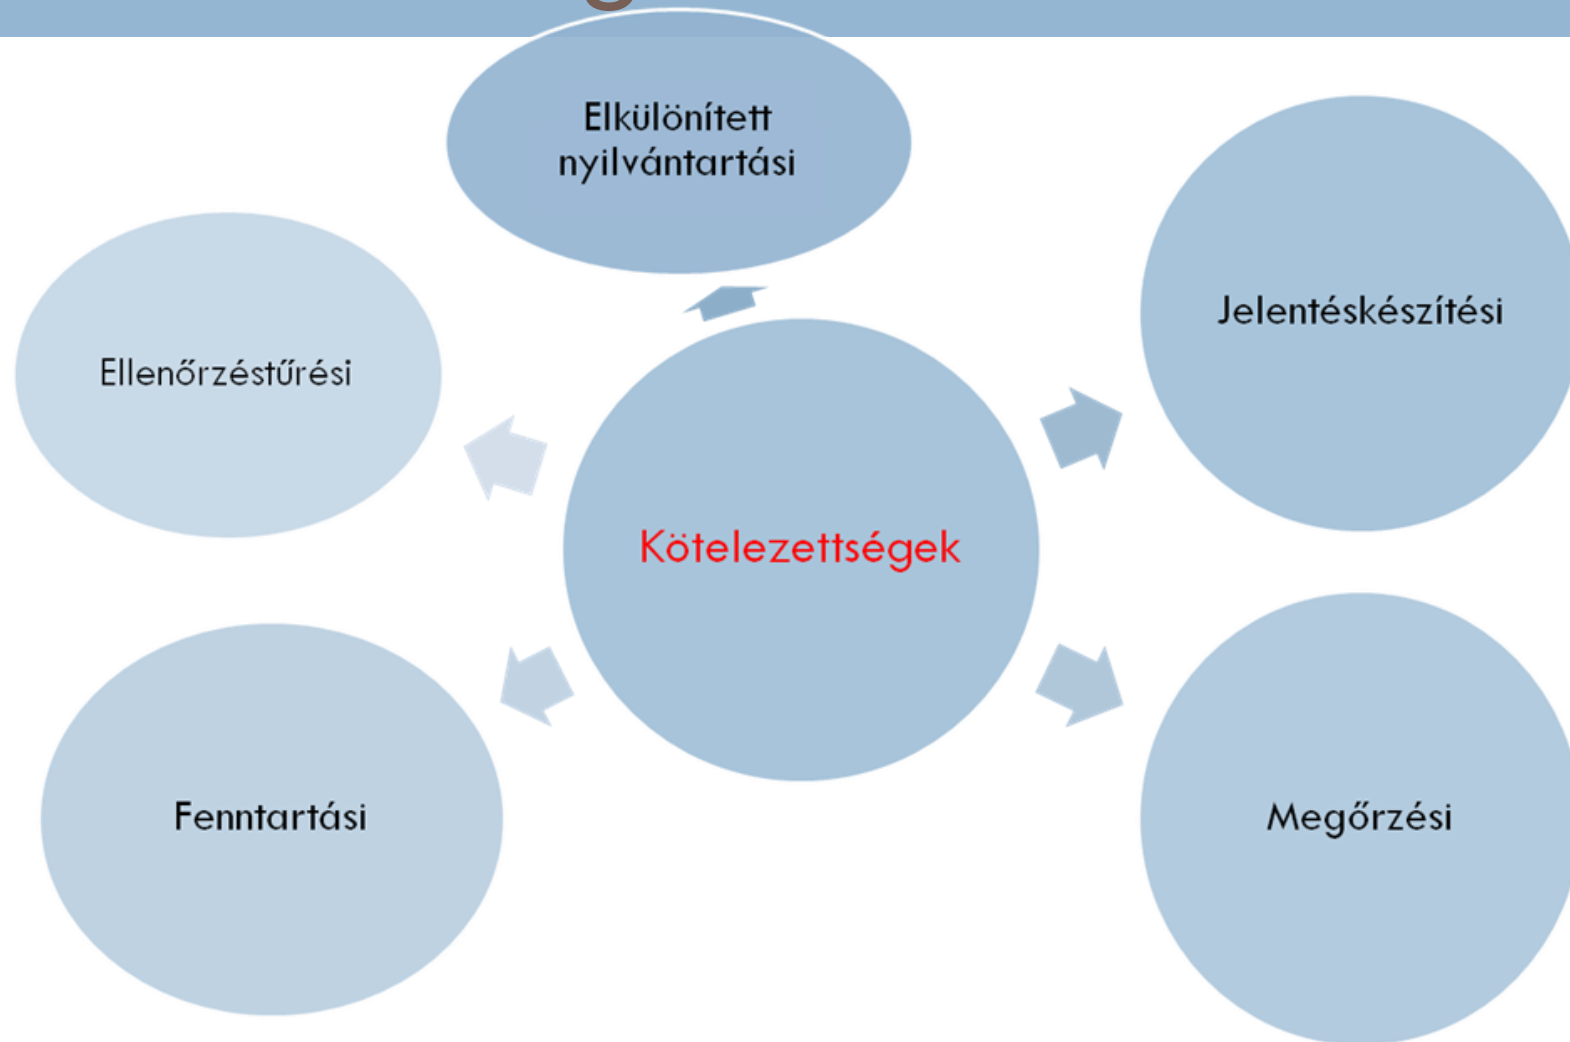 Elkülönített
nyilvántartási
Jelentéskészítési
Ellenőrzéstűrési
Kötelezettségek
Fenntartási
Megőrzési